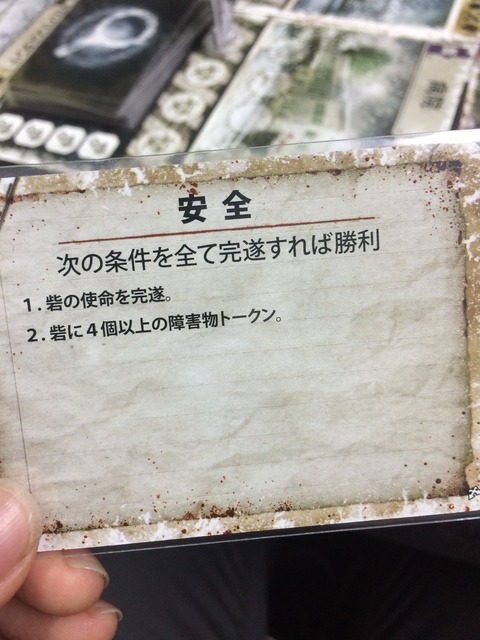 病院
安全
次の条件を全て完遂すれば勝利
1. 砦の使命を完遂。
2. 砦に4個以上の障害物トークン。